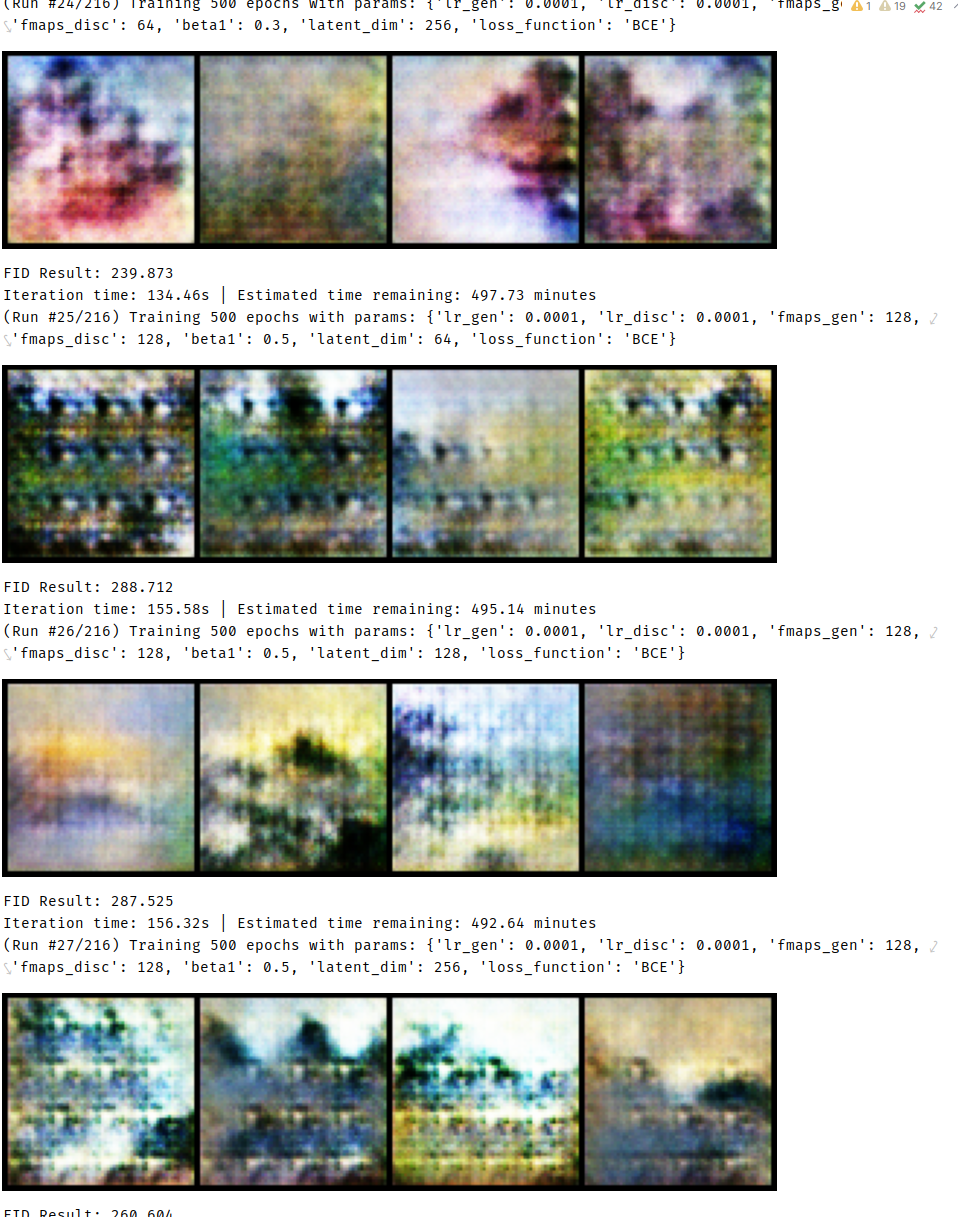 (Run #24/216) Training 500 epochs with params: {'lr_gen': 0.0001, 'lr_disc': 0.0001, 'fmaps_g
1 19 42
'fmaps_disc': 64, 'beta1': 0.3, 'latent_dim': 256, 'loss_function': 'BCE'}
FID Result: 239.873
Iteration time: 134.46s | Estimated time remaining: 497.73 minutes
(Run #25/216) Training 500 epochs with params: {'lr_gen': 0.0001, 'lr_disc': 0.0001, 'fmaps_gen': 128,
'fmaps_disc': 128, 'beta1': 0.5, 'latent_dim': 64, 'loss_function': 'BCE'}
FID Result: 288.712
Iteration time: 155.58s | Estimated time remaining: 495.14 minutes
(Run #26/216) Training 500 epochs with params: {'lr_gen': 0.0001, 'lr_disc': 0.0001, 'fmaps_gen': 128,
'fmaps_disc': 128, 'beta1': 0.5, 'latent_dim': 128, 'loss_function': 'BCE'}
FID Result: 287.525
Iteration time: 156.32s | Estimated time remaining: 492.64 minutes
(Run #27/216) Training 500 epochs with params: {'lr_gen': 0.0001, 'lr_disc': 0.0001, 'fmaps_gen': 128,
'fmaps_disc': 128, 'beta1': 0.5, 'latent_dim': 256, 'loss_function': 'BCE'}
FID Result: 260.604